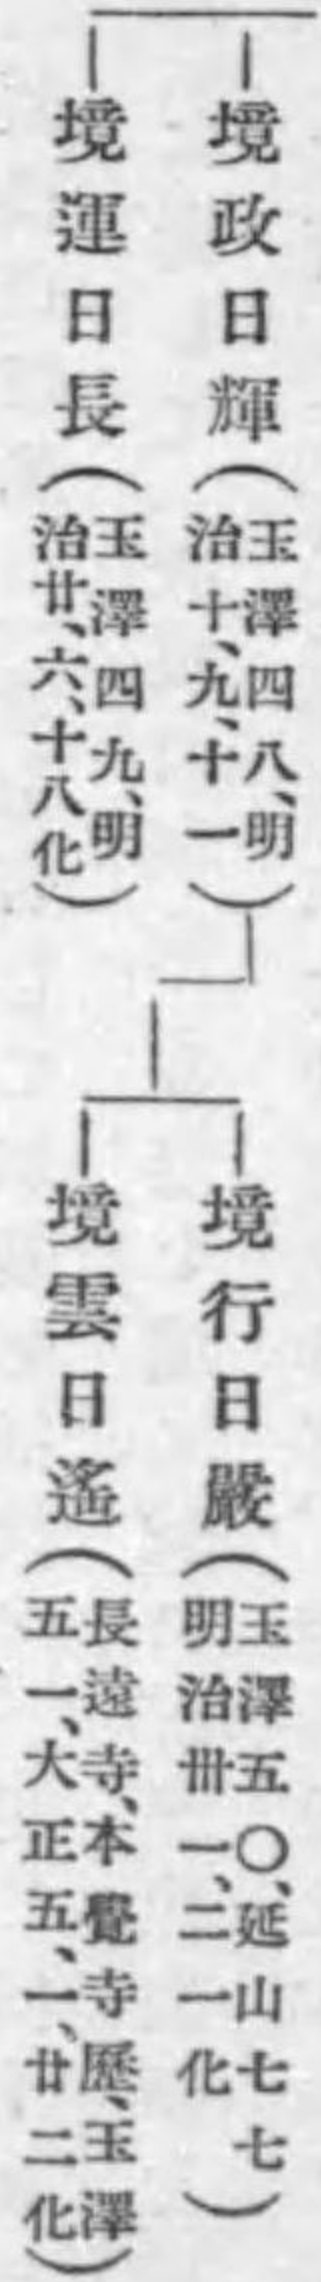 境政日輝(玉澤四八、明治十、九、十一)
境運日長(玉澤四九、明治廿、六、十八化)
境行日嚴(玉澤五〇、延山七七明治卅一、二一化)
境雲日遙(長遠寺、本覺寺歷、玉澤五一、大正五、一、廿二化)